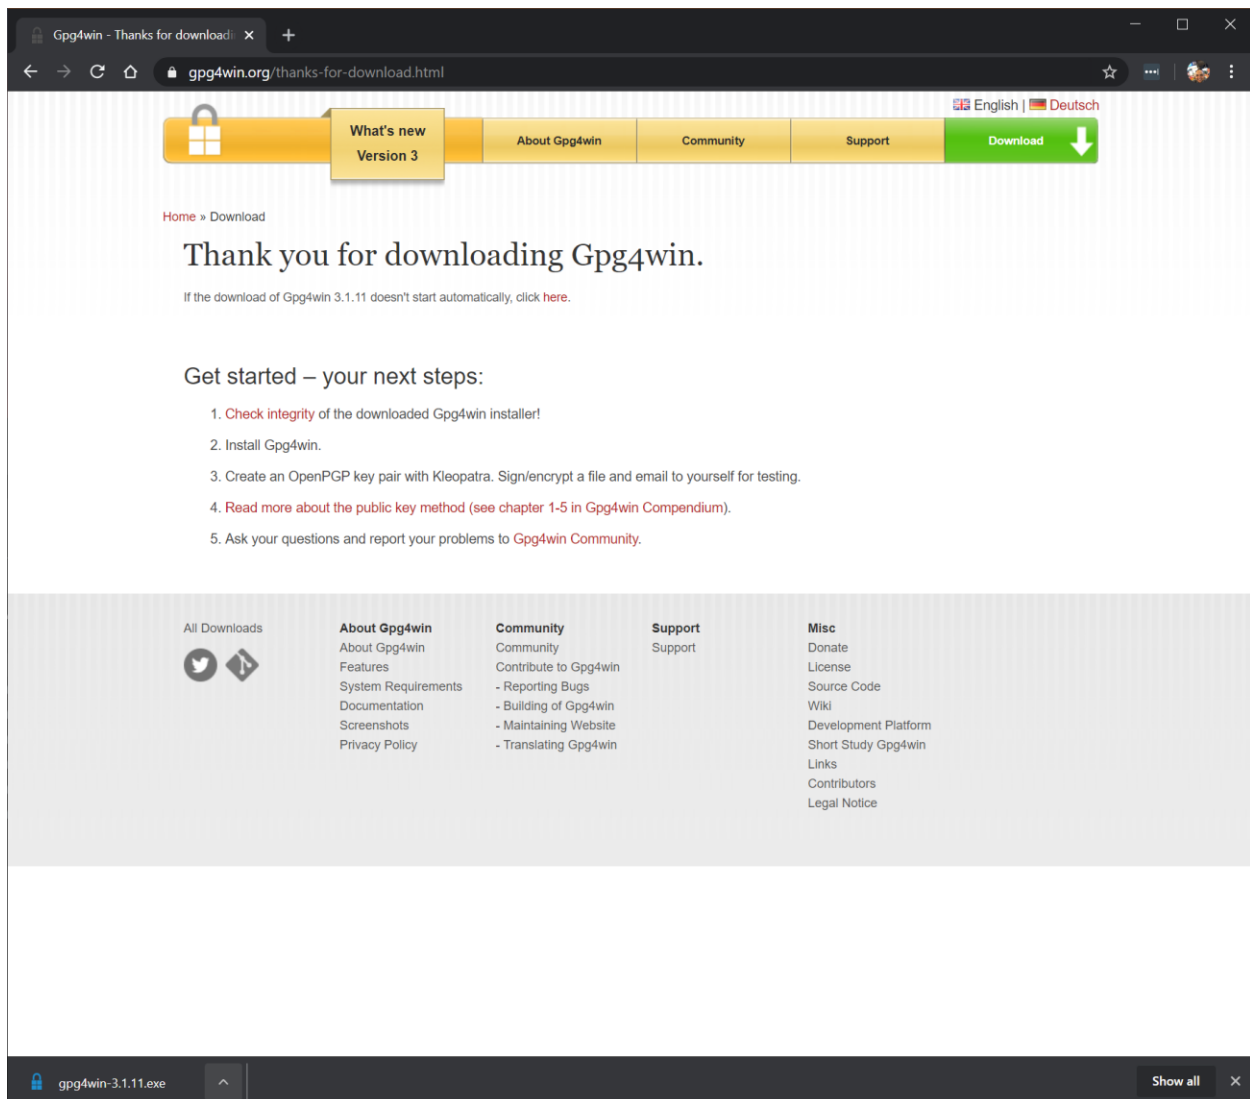 Gpg4win - Thanks for downloadi
gpg4win.org/thanks-for-download.html
English | Deutsch
What's new
Version 3
About Gpg4win
Community
Support
Download
Home » Download
Thank you for downloading Gpg4win.
If the download of Gpg4win 3.1.11 doesn't start automatically, click here.
Get started – your next steps:
1. Check integrity of the downloaded Gpg4win installer!
2. Install Gpg4win.
3. Create an OpenPGP key pair with Kleopatra. Sign/encrypt a file and email to yourself for testing.
4. Read more about the public key method (see chapter 1-5 in Gpg4win Compendium).
5. Ask your questions and report your problems to Gpg4win Community.
All Downloads
About Gpg4win
About Gpg4win
Features
System Requirements
Documentation
Screenshots
Privacy Policy
Community
Community
Contribute to Gpg4win
- Reporting Bugs
- Building of Gpg4win
- Maintaining Website
- Translating Gpg4win
Support
Support
Misc
Donate
License
Source Code
Wiki
Development Platform
Short Study Gpg4win
Links
Contributors
Legal Notice
gpg4win-3.1.11.exe
Show all